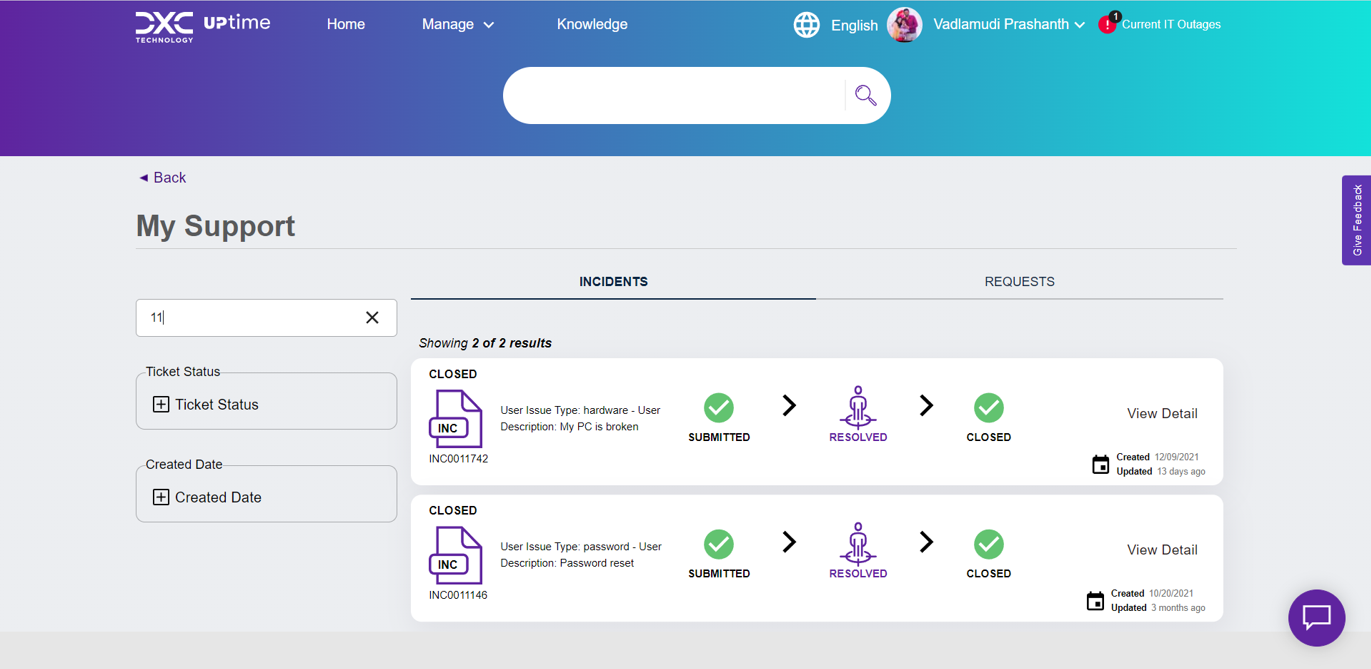 DXC UPtime
TECHNOLOGY
Home
Manage
Knowledge
English
Vadlamudi Prashanth
! 1
Current IT Outages
◄ Back
Give Feedback
My Support
11
INCIDENTS
REQUESTS
Showing 2 of 2 results
Ticket Status
Ticket Status
Created Date
Created Date
CLOSED
INC
INC0011742
User Issue Type: hardware - User
Description: My PC is broken
SUBMITTED
RESOLVED
CLOSED
View Detail
Created 12/09/2021
Updated 13 days ago
CLOSED
INC
INC0011146
User Issue Type: password - User
Description: Password reset
SUBMITTED
RESOLVED
CLOSED
View Detail
Created 10/20/2021
Updated 3 months ago